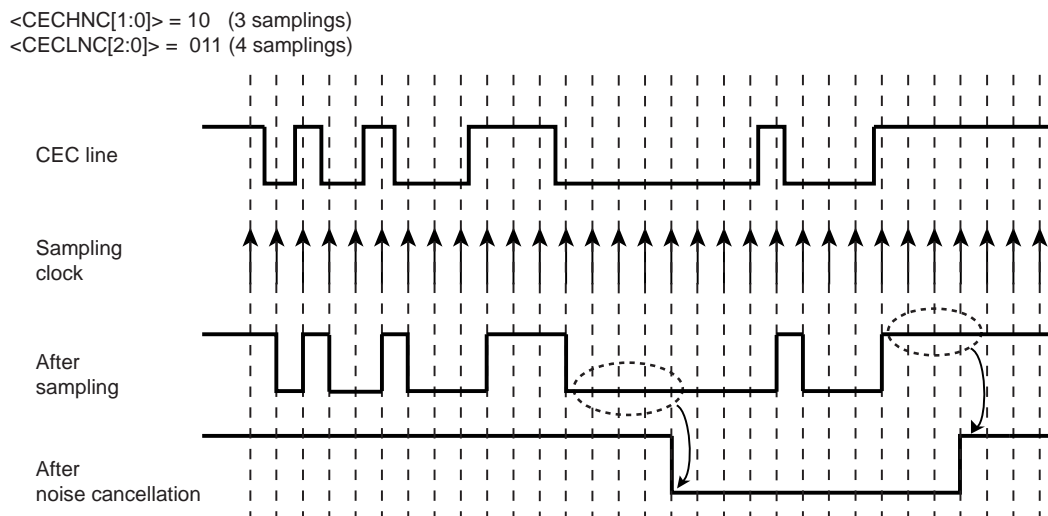 <CECHNC[1:0]> = 10 (3 samplings)
<CECLNC[2:0]> = 011 (4 samplings)
CEC line
Sampling
clock
After
sampling
After
noise cancellation